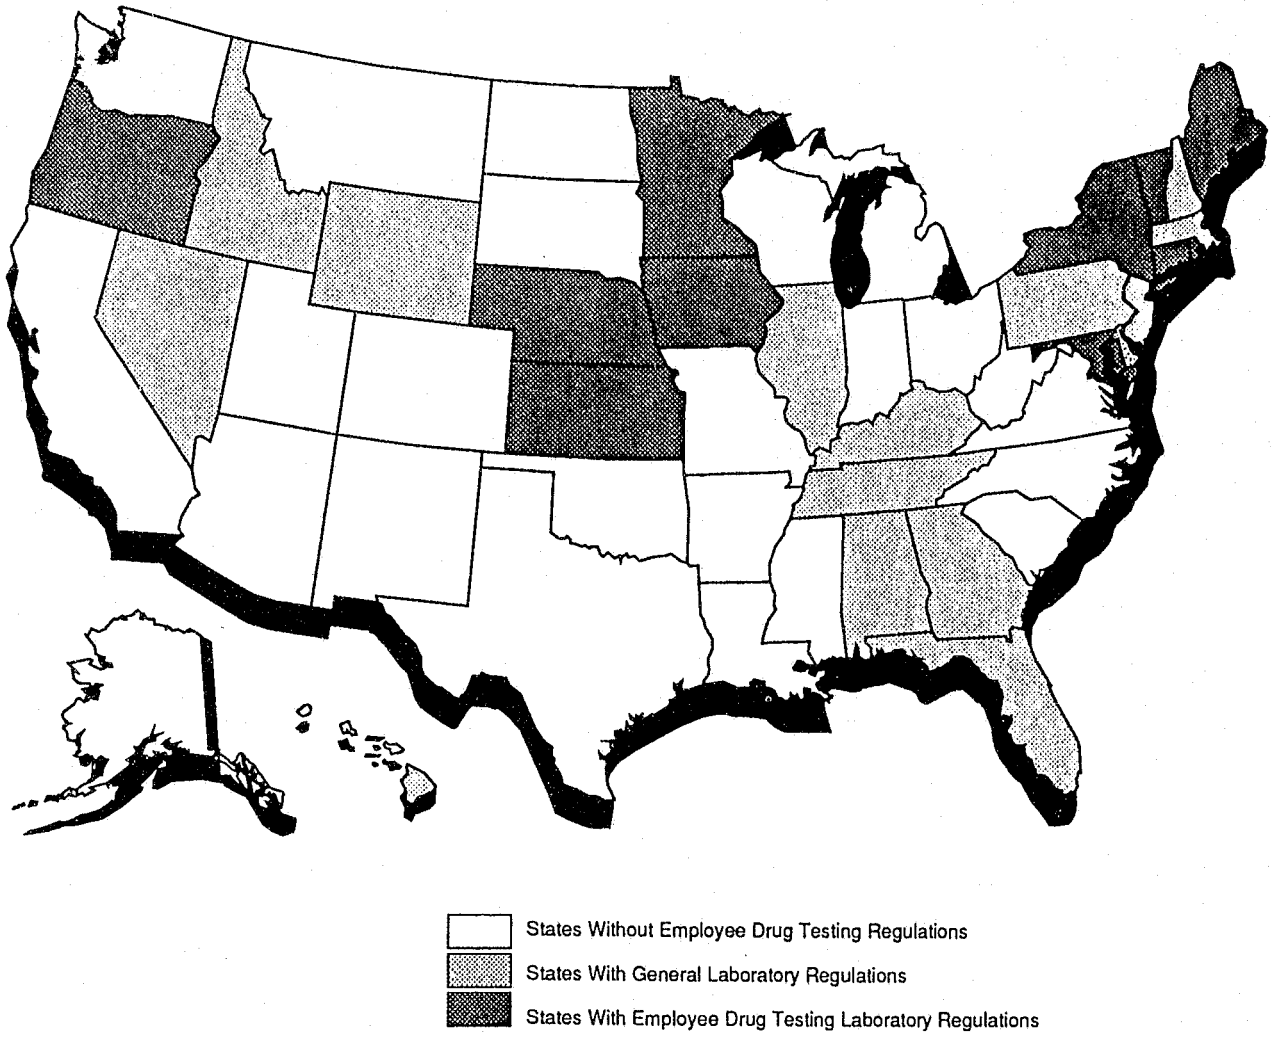 States Without Employee Drug Testing Regulations
States With General Laboratory Regulations
States With Employee Drug Testing Laboratory Regulations